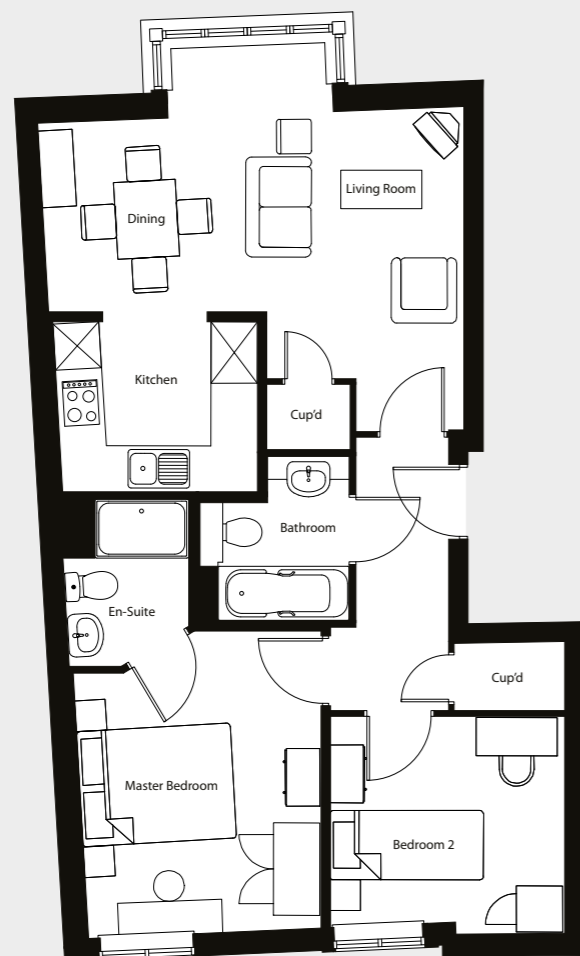 Living Room
Dining
Kitchen
Cup'd
Bathroom
En-Suite
Cup'd
Master Bedroom
Bedroom 2